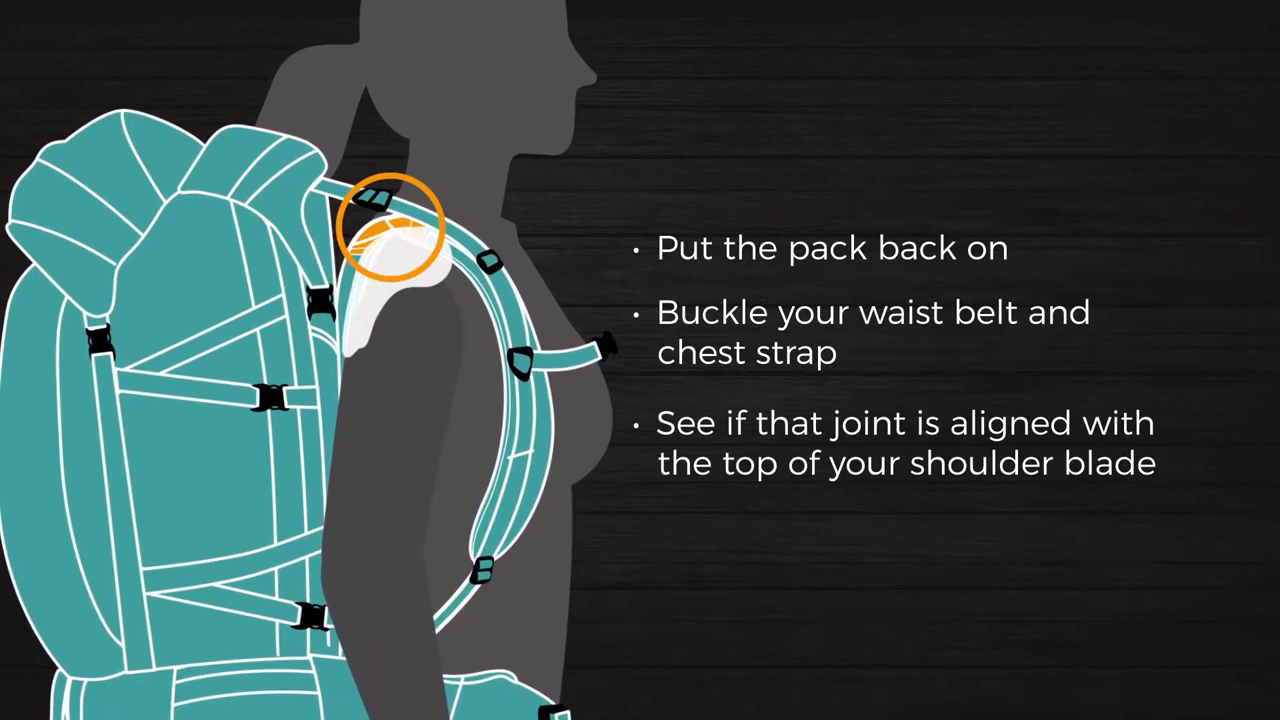 • Put the pack back on
• Buckle your waist belt and
chest strap
• See if that joint is aligned with
the top of your shoulder blade